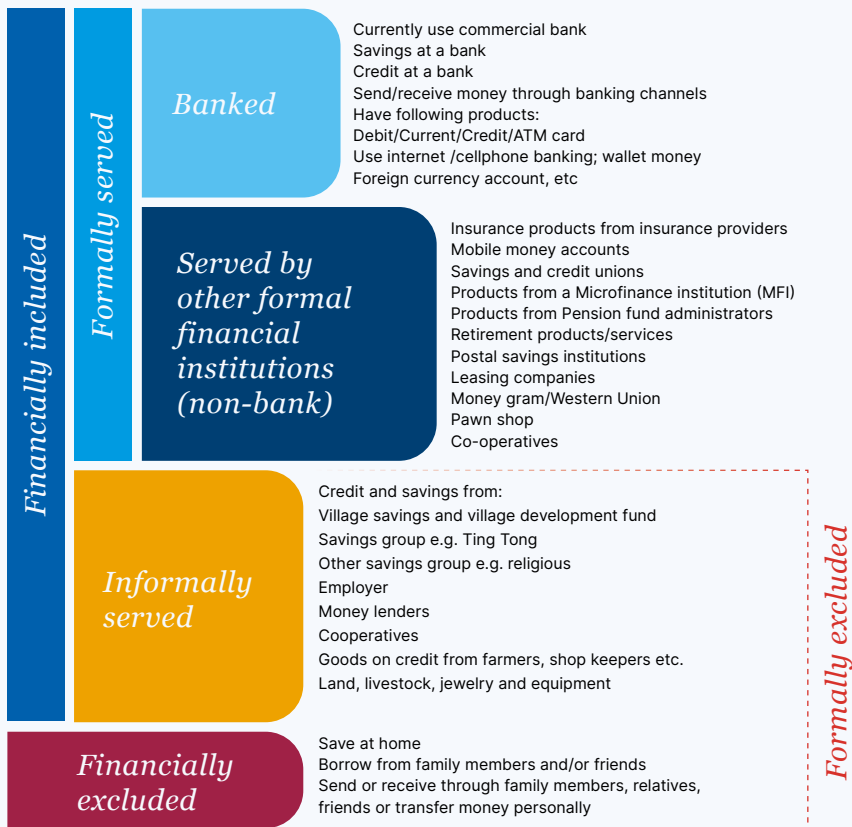 Financially included
Formally served
Banked
Currently use commercial bank
Savings at a bank
Credit at a bank
Send/receive money through banking channels
Have following products:
Debit/Current/Credit/ATM card
Use internet /cellphone banking; wallet money
Foreign currency account, etc
Served by
other formal
financial
institutions
(non-bank)
Insurance products from insurance providers
Mobile money accounts
Savings and credit unions
Products from a Microfinance institution (MFI)
Products from Pension fund administrators
Retirement products/services
Postal savings institutions
Leasing companies
Money gram/Western Union
Pawn shop
Co-operatives
Informally
served
Credit and savings from:
Village savings and village development fund
Savings group e.g. Ting Tong
Other savings group e.g. religious
Employer
Money lenders
Cooperatives
Goods on credit from farmers, shop keepers etc.
Land, livestock, jewelry and equipment
Formally excluded
Financially
excluded
Save at home
Borrow from family members and/or friends
Send or receive through family members, relatives,
friends or transfer money personally